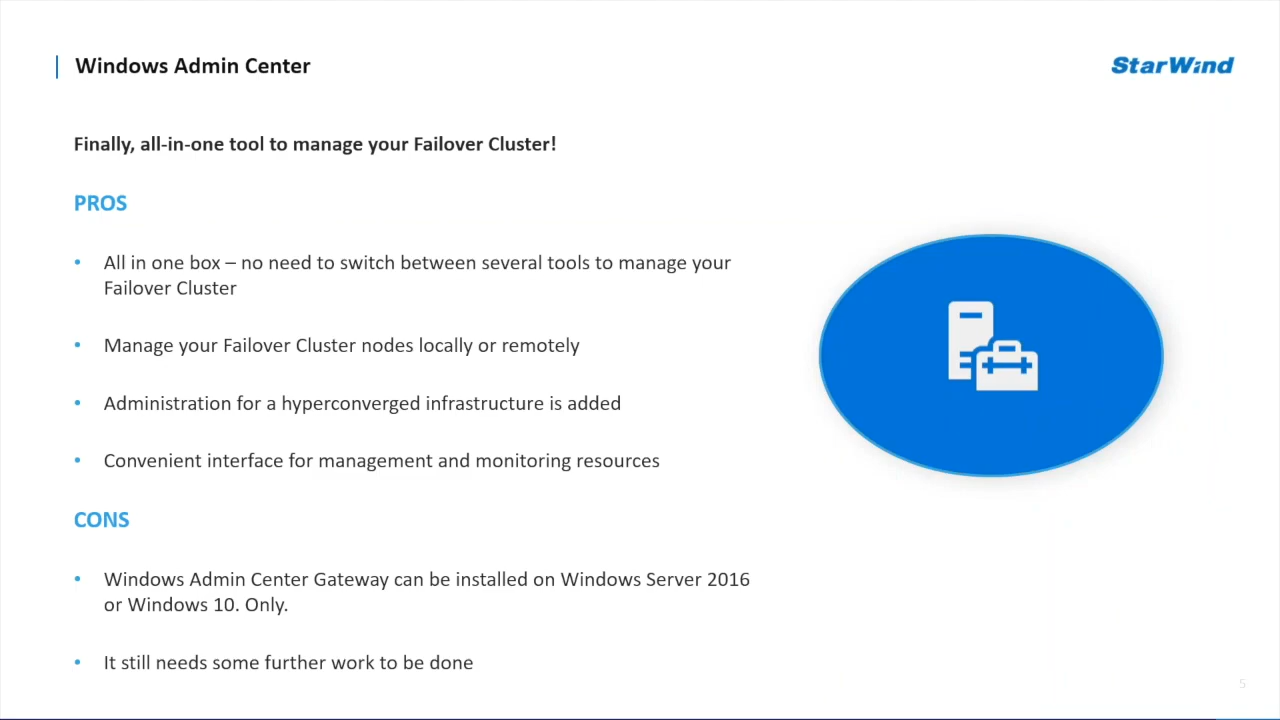 Windows Admin Center
StarWind
Finally, all-in-one tool to manage your Failover Cluster!
PROS
• All in one box – no need to switch between several tools to manage your
Failover Cluster
• Manage your Failover Cluster nodes locally or remotely
• Administration for a hyperconverged infrastructure is added
• Convenient interface for management and monitoring resources
CONS
• Windows Admin Center Gateway can be installed on Windows Server 2016
or Windows 10. Only.
• It still needs some further work to be done
5